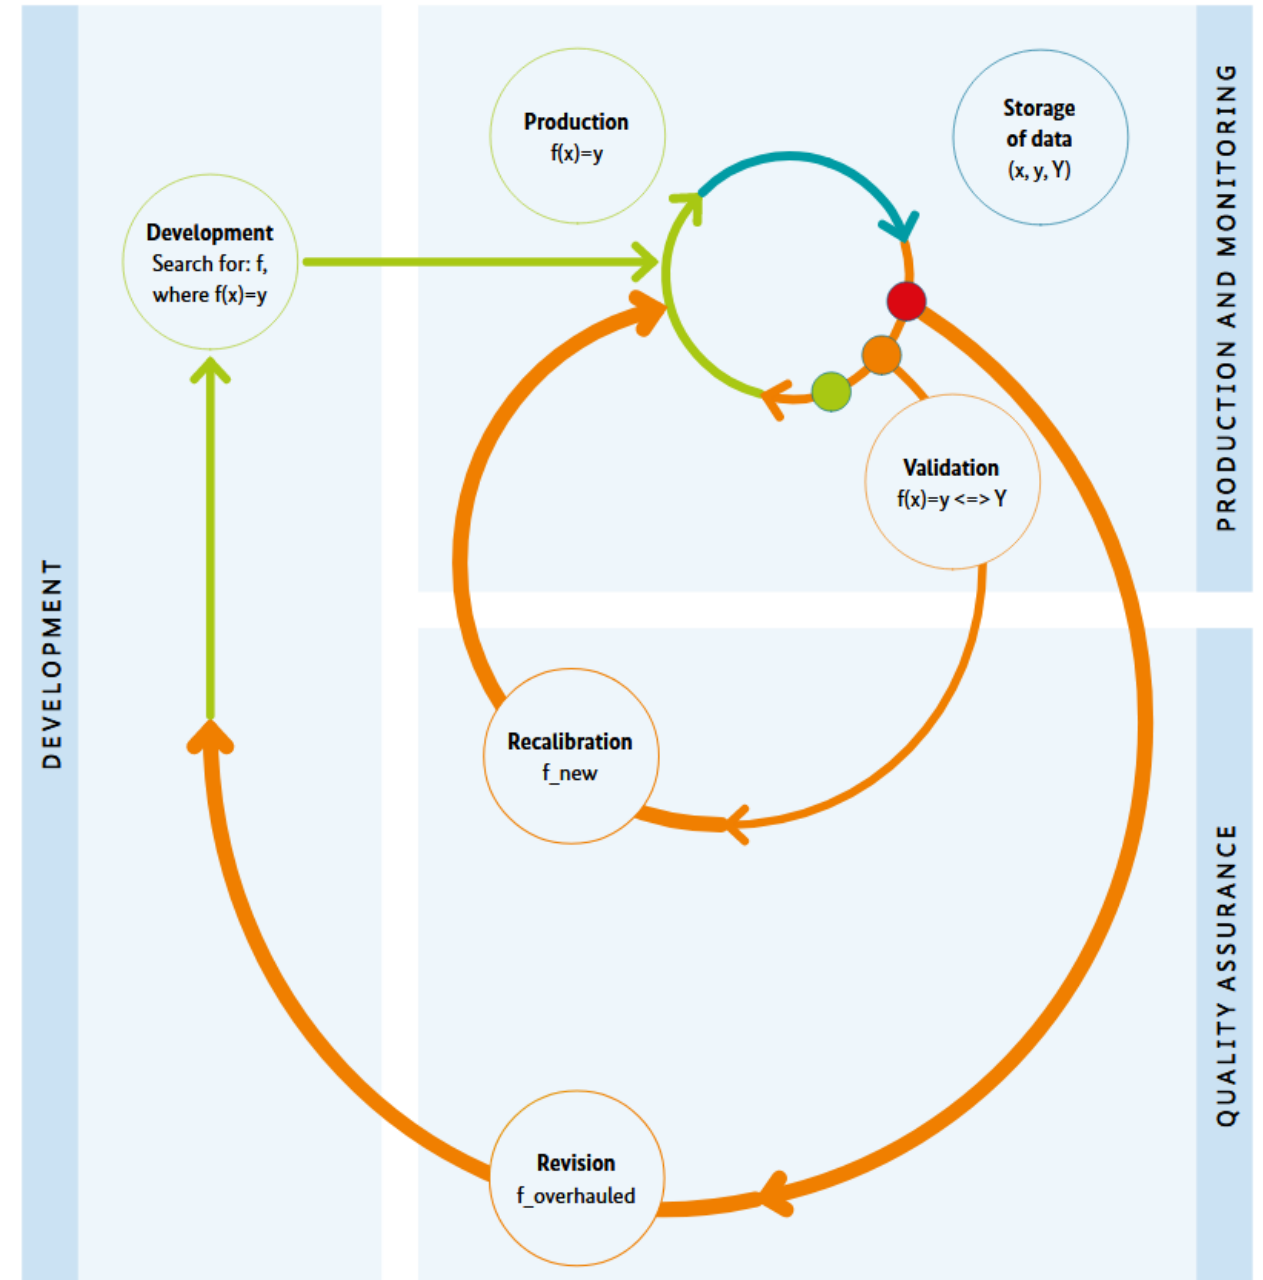 DEVELOPMENT
Development
Search for: f,
where f(x)=y
Production
f(x)=y
Storage
of data
(x, y, Y)
Validation
f(x)=y <=> Y
PRODUCTION AND MONITORING
Recalibration
f_new
Revision
f_overhauled
QUALITY ASSURANCE